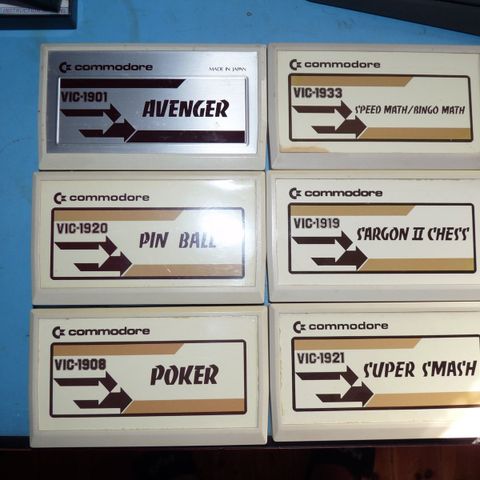 commodore
MADE IN JAPAN
VIC-1901
AVENGER
commodore
VIC-1933
SPEED MATH/BINGO MATH
commodore
VIC-1920
PIN BALL
commodore
VIC-1919
SARGON II CHESS
commodore
VIC-1908
POKER
commodore
VIC-1921
SUPER SMASH